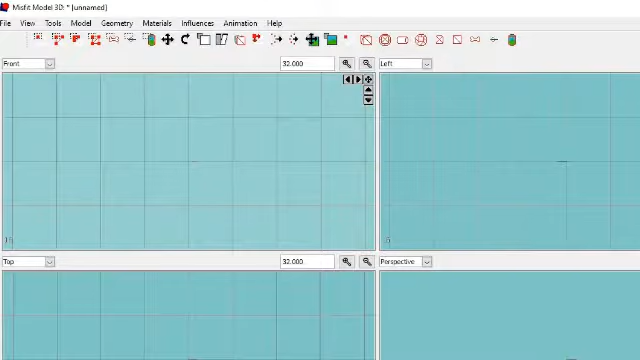 Misfit Model 3D: * [unnamed]
File View Tools Model Geometry Materials Influences Animation Help
Front 32.000 Left
Top 32.000 Perspective